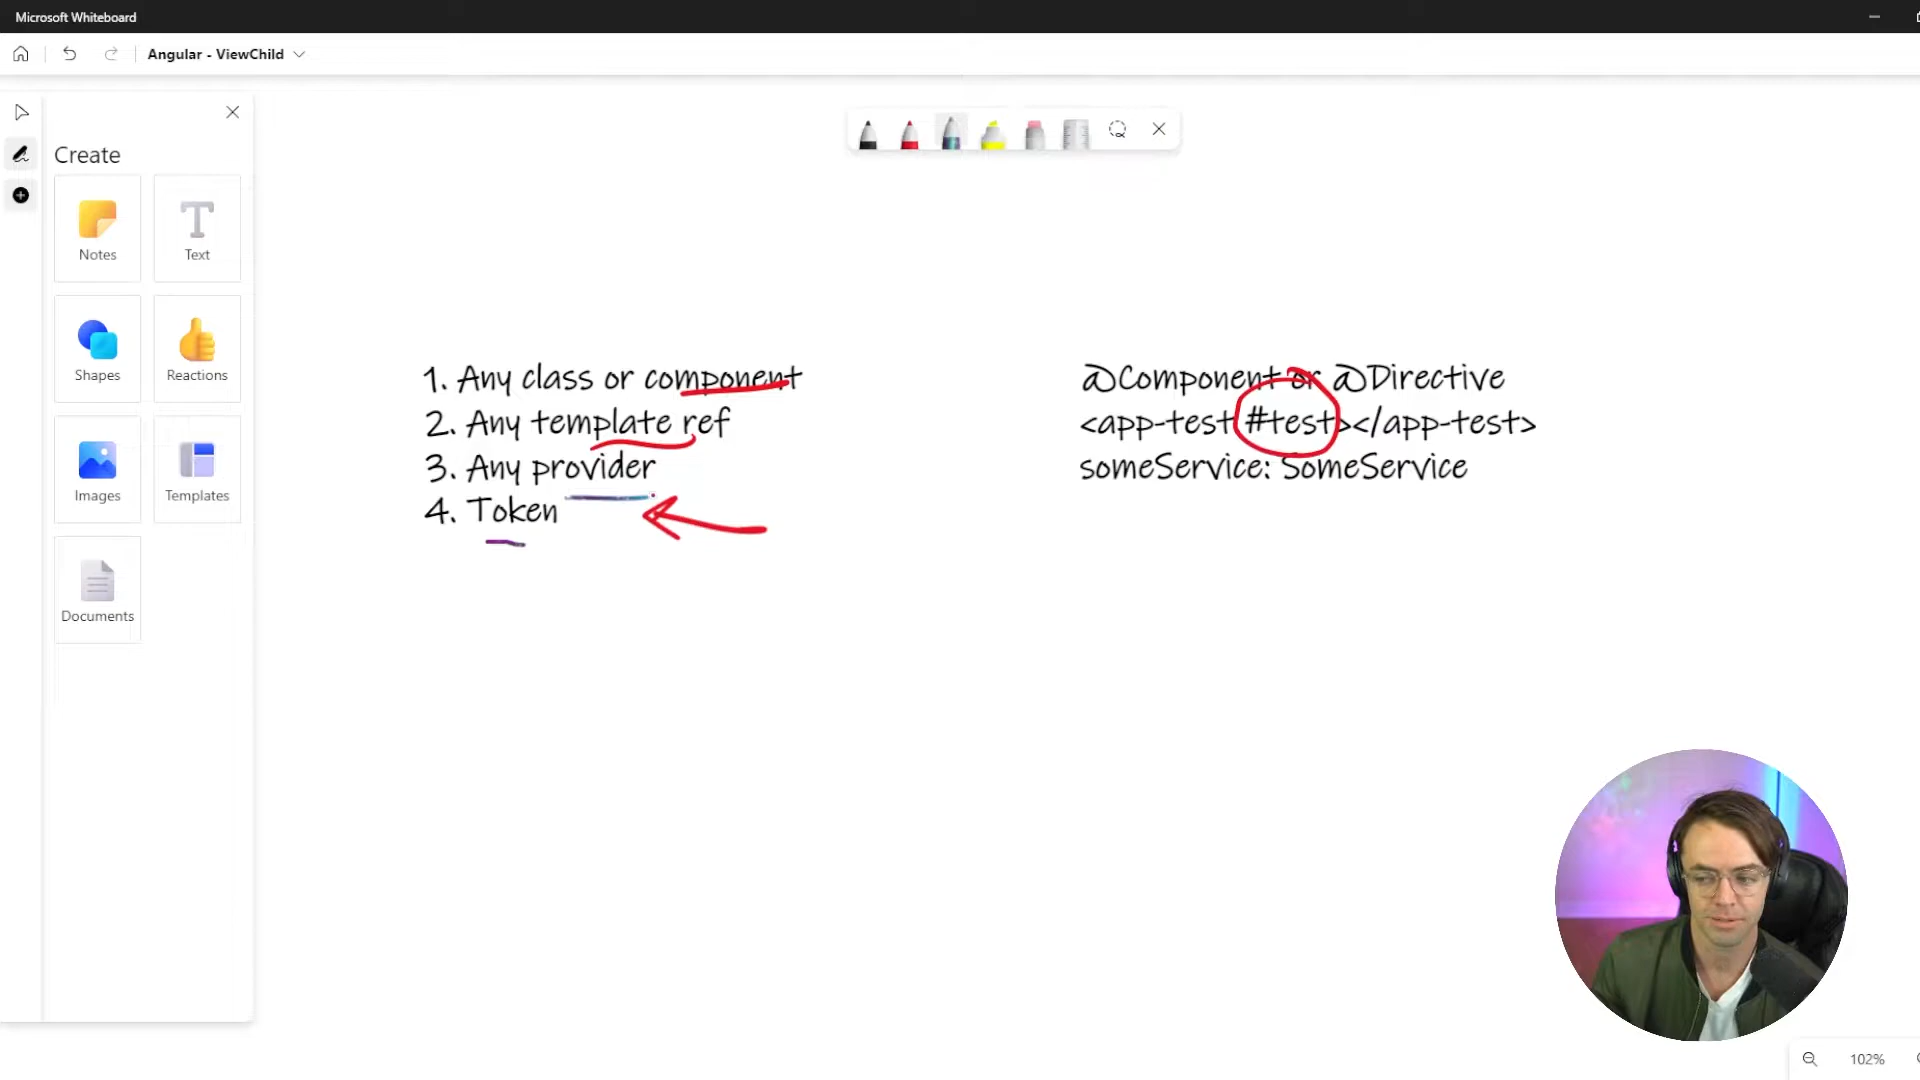 Microsoft Whiteboard
Angular - ViewChild
Create
Notes
Text
Shapes
Reactions
Images
Templates
Documents
1. Any class or component
2. Any template ref
3. Any provider
4. Token
@Component or @Directive
<app-test #test></app-test>
someService: SomeService
102%